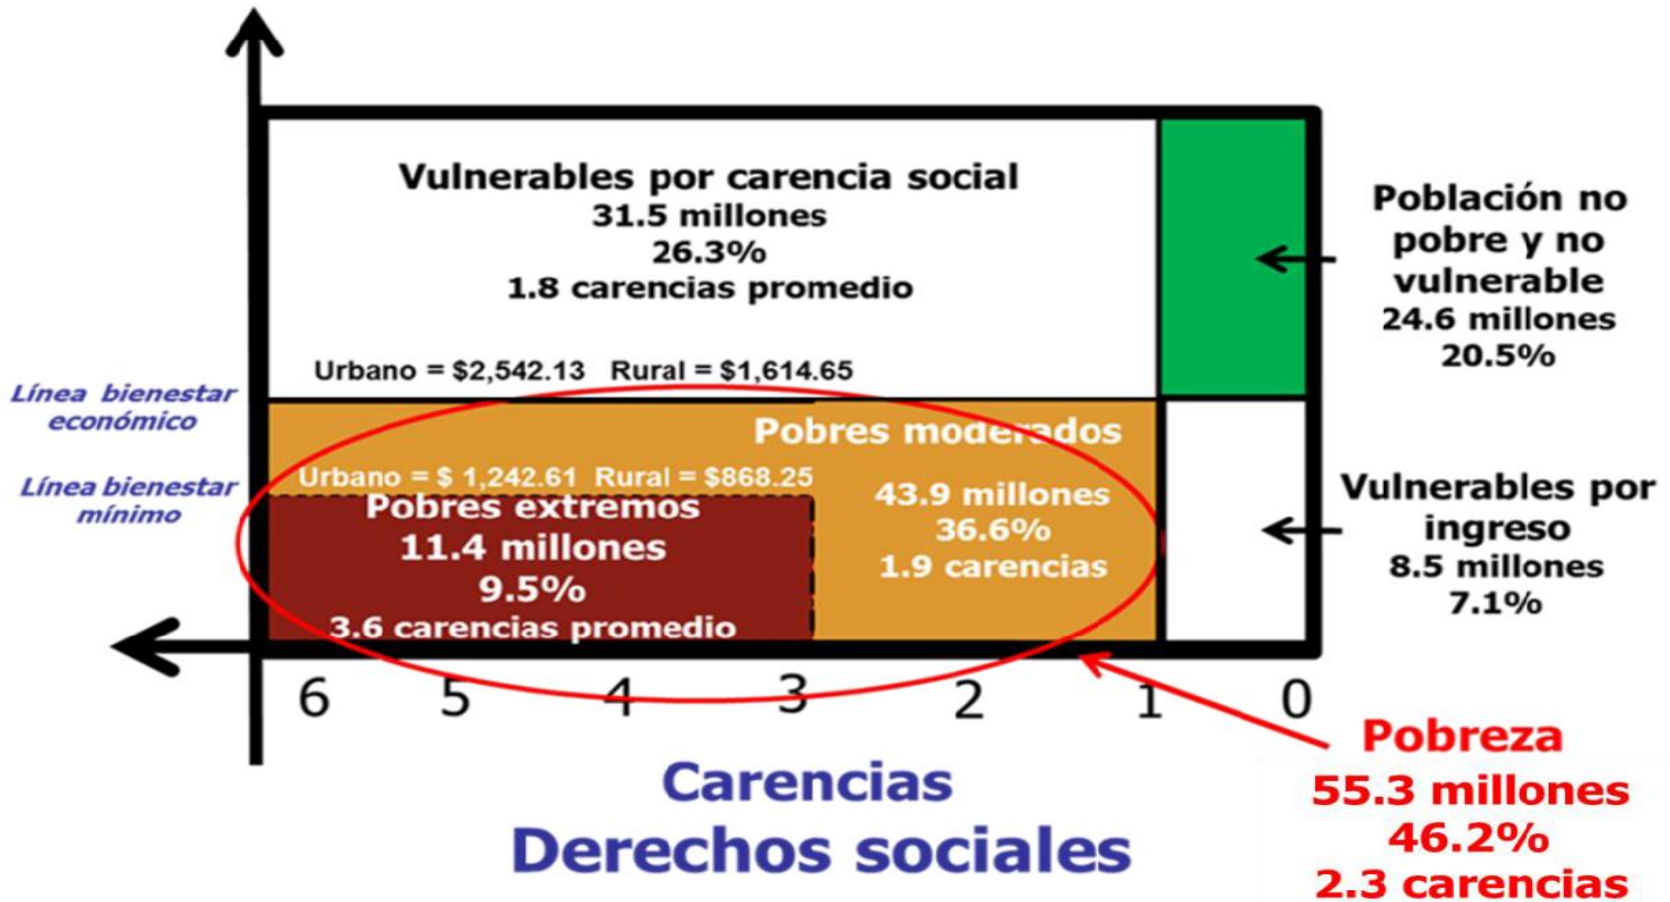 Vulnerables por carencia social
31.5 millones
26.3%
1.8 carencias promedio
Urbano = $2,542.13 Rural = $1,614.65
Población no
pobre y no
vulnerable
24.6 millones
20.5%
Línea bienestar
económico
Pobres moderados
Urbano = $ 1,242.61 Rural = $868.25
43.9 millones
36.6%
1.9 carencias
Línea bienestar
mínimo
Pobres extremos
11.4 millones
9.5%
3.6 carencias promedio
Vulnerables por
ingreso
8.5 millones
7.1%
6 5 4 3 2 1 0
Carencias
Derechos sociales
Pobreza
55.3 millones
46.2%
2.3 carencias